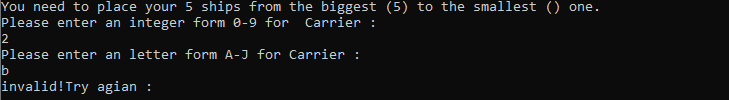 You need to place your 5 ships from the biggest (5) to the smallest () one.
Please enter an integer form 0-9 for  Carrier :
2
Please enter an letter form A-J for Carrier :
b
invalid!Try agian :